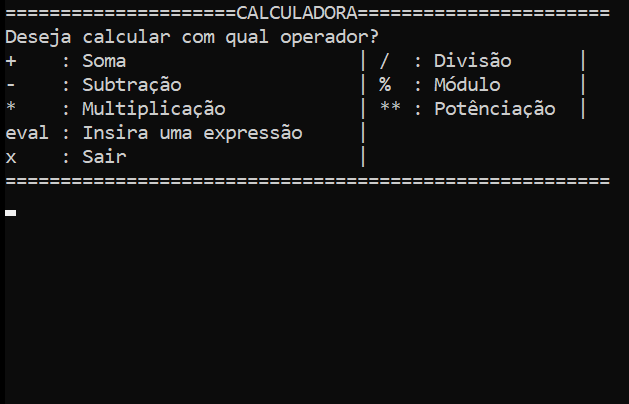 =====================CALCULADORA=======================
Deseja calcular com qual operador?
+    : Soma                     | /  : Divisão      |
-    : Subtração                | %  : Módulo       |
*    : Multiplicação            | ** : Potênciação  |
eval : Insira uma expressão     |
x    : Sair                     |
=======================================================